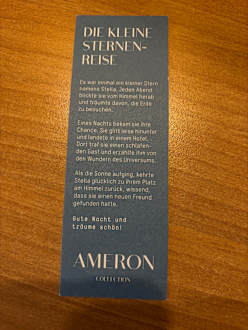 DIE KLEINE
STERNEN-
REISE
Es war einmal ein kleiner Stern
namens Stella. Jeden Abend
blickte sie vom Himmel herab
und träumte davon, die Erde
zu besuchen.
Eines Nachts bekam sie ihre
Chance. Sie glitt leise hinunter
und landete in einem Hotel.
Dort traf sie einen schlafen-
den Gast und erzählte ihm von
den Wundern des Universums.
Als die Sonne aufging, kehrte
Stella glücklich zu ihrem Platz
am Himmel zurück, wissend,
dass sie einen neuen Freund
gefunden hatte.
Gute Nacht und
träume schön!
AMERON
COLLECTION